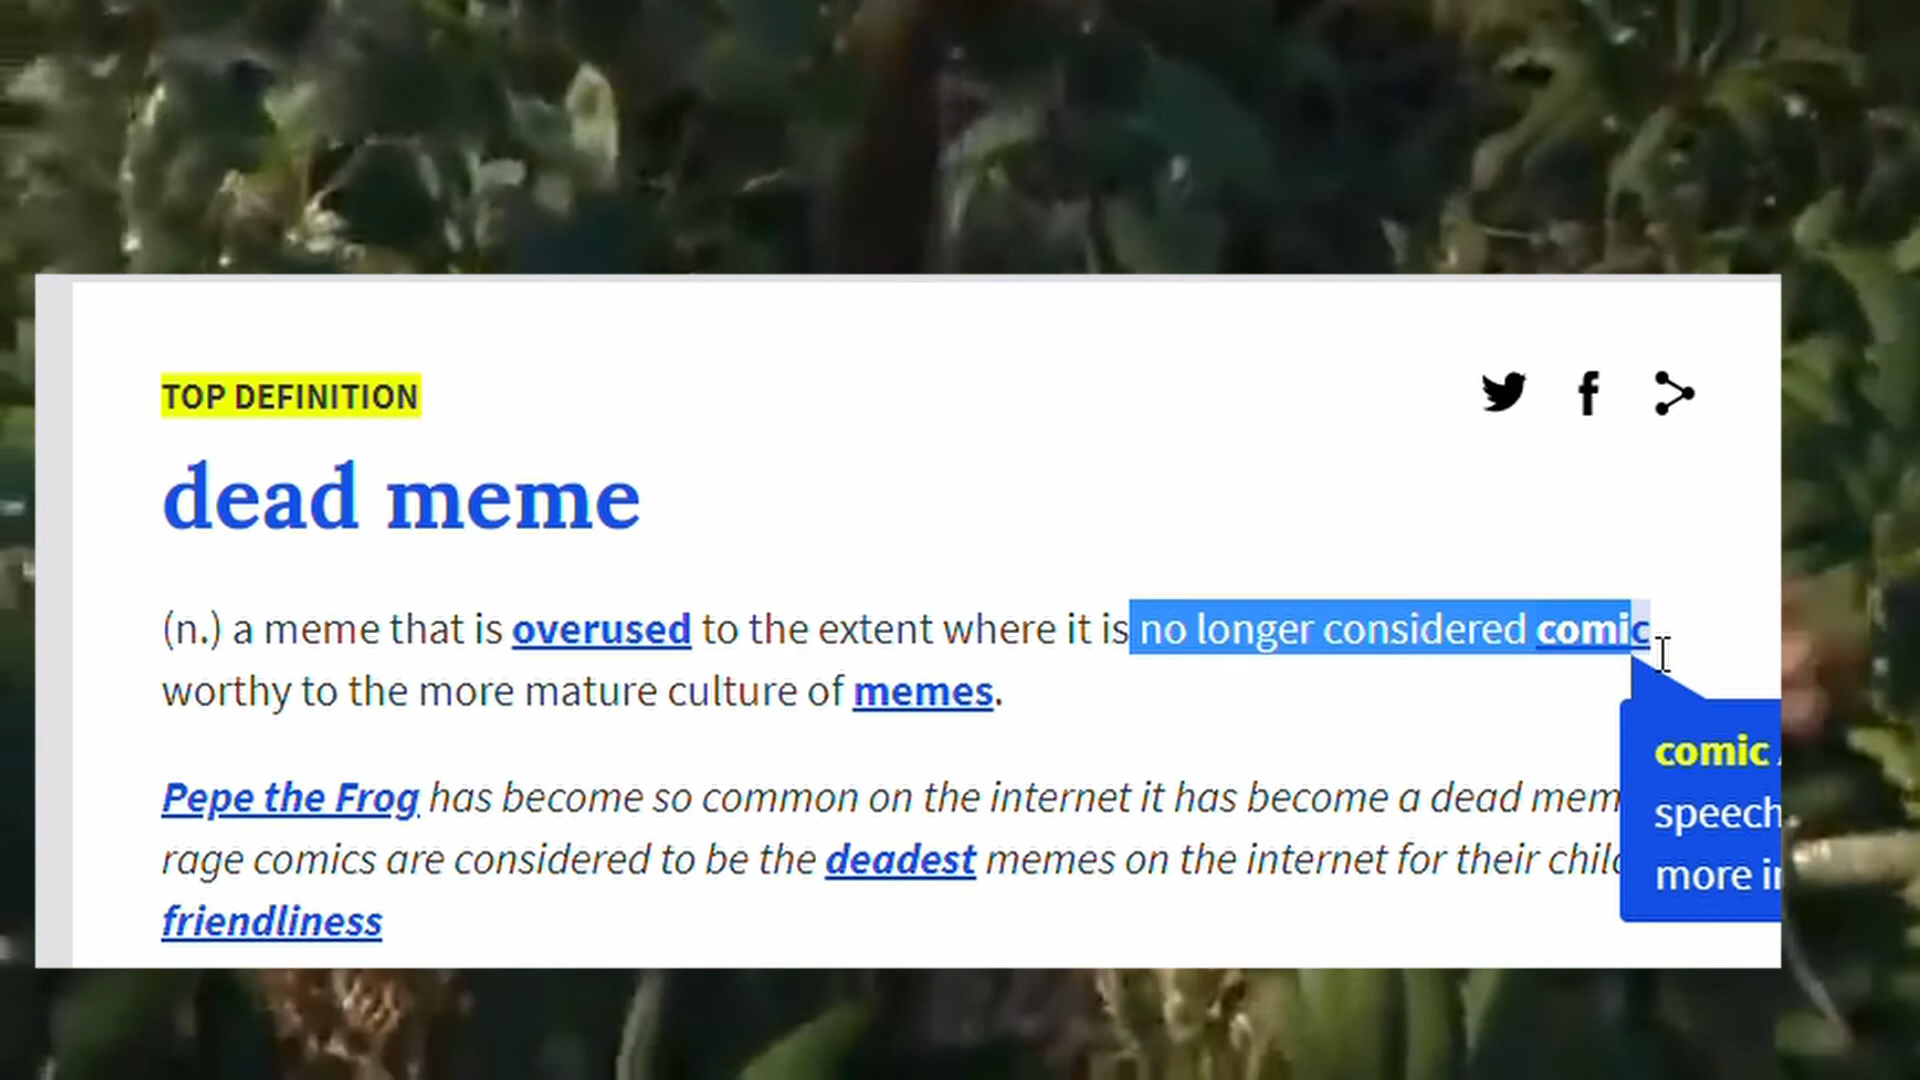 TOP DEFINITION
dead meme
(n.) a meme that is overused to the extent where it is no longer considered comic
worthy to the more mature culture of memes.
Pepe the Frog has become so common on the internet it has become a dead
rage comics are considered to be the deadest memes on the internet for their
friendliness
comic
speech
more